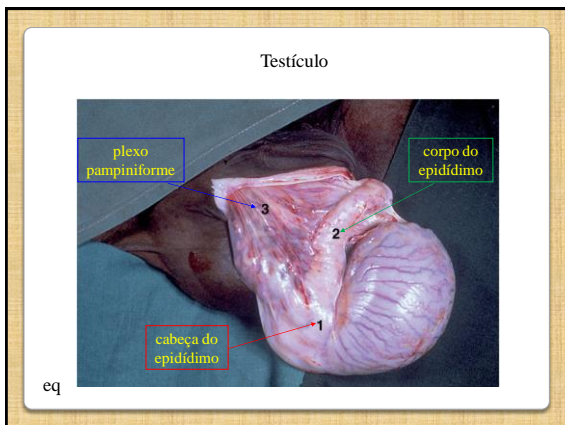 Testículo
plexo
pampiniforme
corpo do
epidídimo
3
2
1
cabeça do
epidídimo
eq